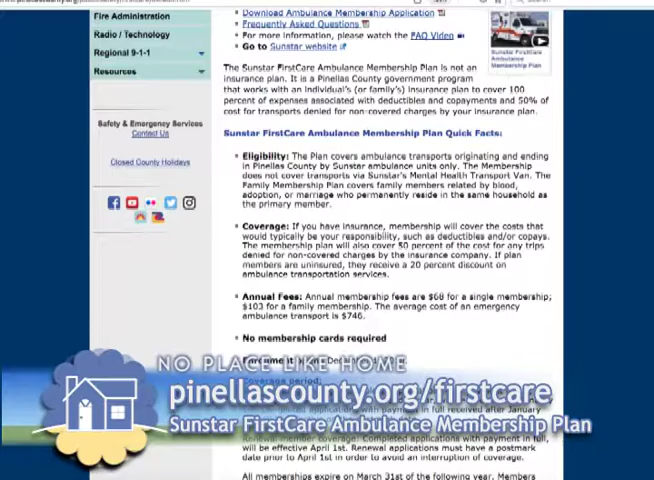 Fire Administration
Radio / Technology
Regional 9-1-1
Resources
Safety & Emergency Services
Contact Us
Closed County Holidays
Download Ambulance Membership Application
Frequently Asked Questions
For more information, please watch the FAQ Video
Go to Sunstar website
Sunstar FirstCare
Ambulance
Membership Plan
The Sunstar FirstCare Ambulance Membership Plan is not an
insurance plan. It is a Pinellas County government program
that works with an individual's (or family's) insurance plan to cover 100
percent of expenses associated with deductibles and copayments and 50% of
cost for transports denied for non-covered charges by your insurance plan.
Sunstar FirstCare Ambulance Membership Plan Quick Facts:
Eligibility: The Plan covers ambulance transports originating and ending
in Pinellas County by Sunstar ambulance units only. The Membership
does not cover transports via Sunstar's Mental Health Transport Van. The
Family Membership Plan covers family members related by blood,
adoption, or marriage who permanently reside in the same household as
the primary member.
Coverage: If you have insurance, membership will cover the costs that
would typically be your responsibility, such as deductibles and/or copays.
The membership plan will also cover 50 percent of the cost for any trips
denied for non-covered charges by the insurance company. If plan
members are uninsured, they receive a 20 percent discount on
ambulance transportation services.
Annual Fees: Annual membership fees are $68 for a single membership;
$103 for a family membership. The average cost of an emergency
ambulance transport is $746.
No membership cards required
NO PLACE LIKE HOME
pinellascounty.org/firstcare
Sunstar FirstCare Ambulance Membership Plan
Coverage period:
with payment in full received after January
Renewal member coverage: Completed applications with payment in full,
will be effective April 1st. Renewal applications must have a postmark
date prior to April 1st in order to avoid an interruption of coverage.
All memberships expire on March 31st of the following year. Members